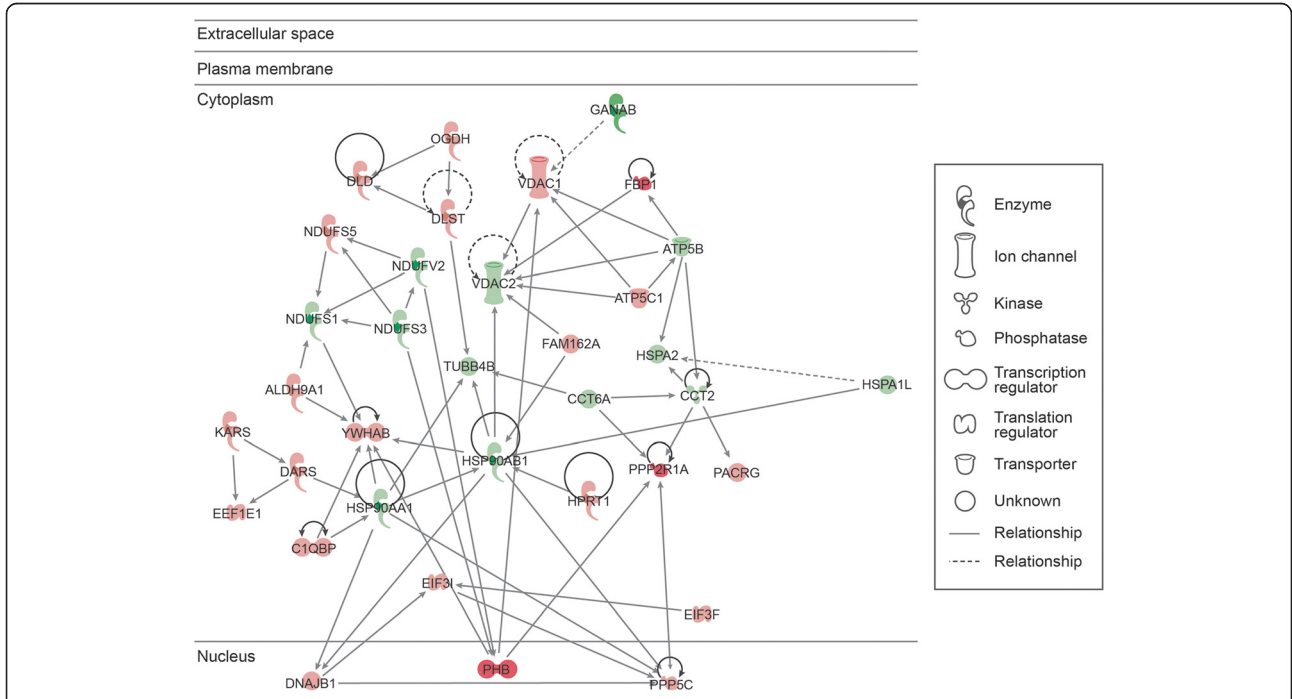 Extracellular space
Plasma membrane
Cytoplasm
GANAB
OGDH
DLD
VDAC1
FBP1
DLST
NDUFS5
ATP5B
NDUFV2
VDAC2
ATP5C1
NDUFS1
NDUFS3
FAM162A
HSPA2
TUBB4B
HSPA1L
ALDH9A1
CCT6A
CCT2
KARS
YWHAB
HSP90AB1
PPP2R1A
PACRG
DARS
HSP90AA1
HPRT1
EEF1E1
C1QBP
EIF3I
EIF3F
Nucleus
PHB
DNAJB1
PPP5C
Enzyme
Ion channel
Kinase
Phosphatase
Transcription
regulator
Translation
regulator
Transporter
Unknown
Relationship
Relationship